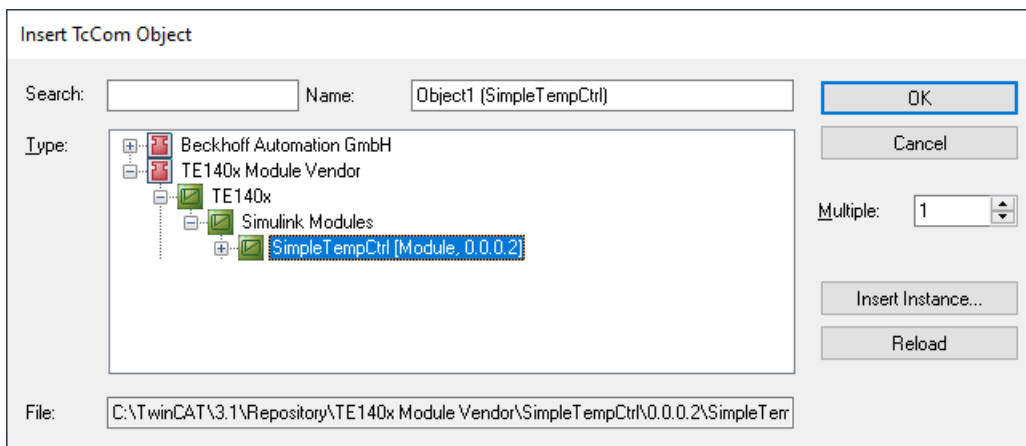 Insert TcCom Object
Search:
Name: Object1 (SimpleTempCtrl)
OK
Type:
Beckhoff Automation GmbH
Cancel
TE140x Module Vendor
TE140x
Multiple: 1
Simulink Modules
SimpleTempCtrl [Module, 0.0.0.2]
Insert Instance...
Reload
File: C:\TwinCAT\3.1\Repository\TE140x Module Vendor\SimpleTempCtrl\0.0.0.2\SimpleTem